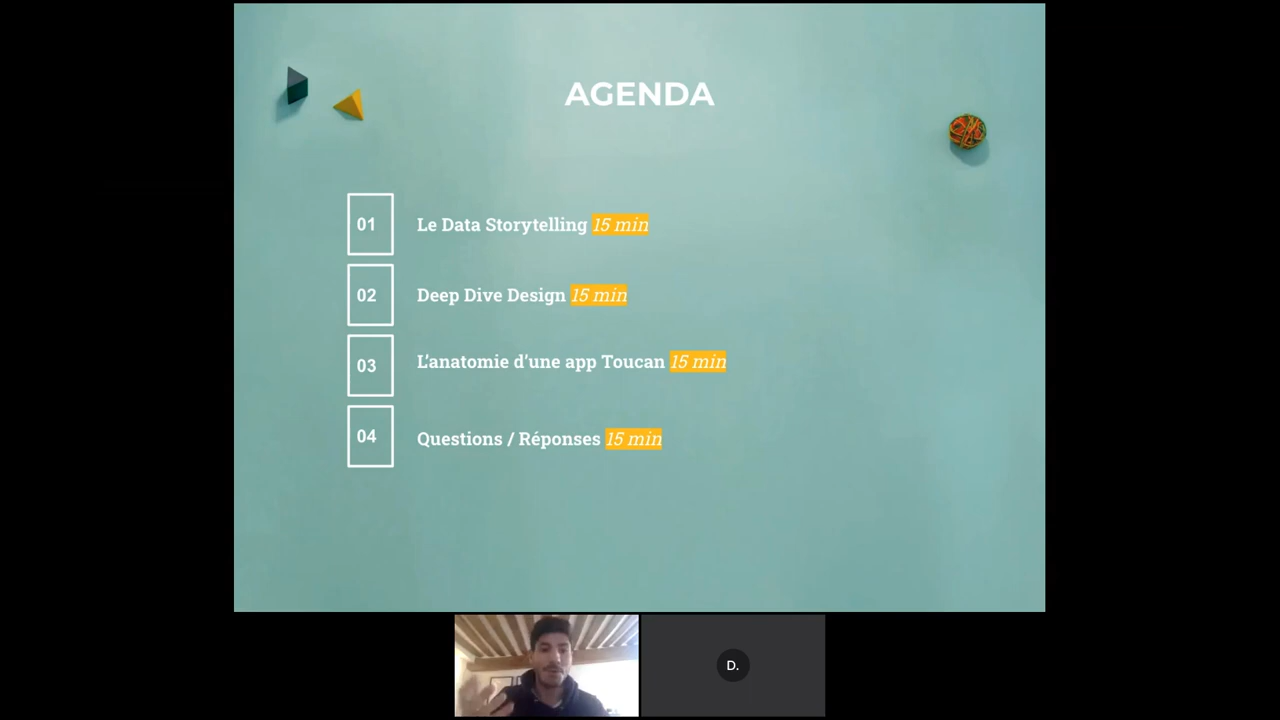 AGENDA
01
Le Data Storytelling 15 min
02
Deep Dive Design 15 min
03
L’anatomie d’une app Toucan 15 min
04
Questions / Réponses 15 min
D.